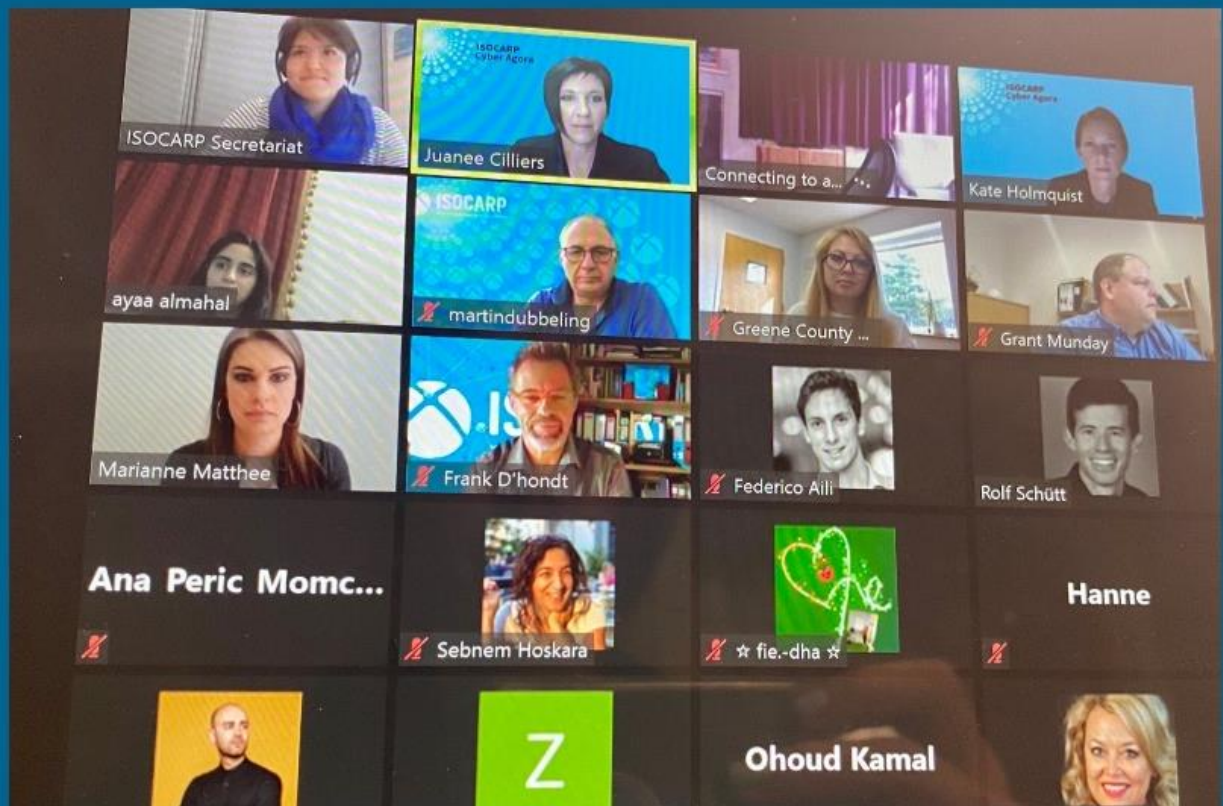 ISOCARP Secretariat
ISOCARP
Cyber Agora
Juanee Cilliers
Connecting to a... 
ISOCARP
Cyber Agora
Kate Holmquist
ayaa almahal
ISOCARP
martindubbeling
Greene County ...
Grant Munday
Marianne Matthee
.IS
Frank D'hondt
Federico Aili
Rolf Schütt
Ana Peric Momc...
Sebnem Hoskara
☆ fie.-dha ☆
Hanne
Z
Ohoud Kamal